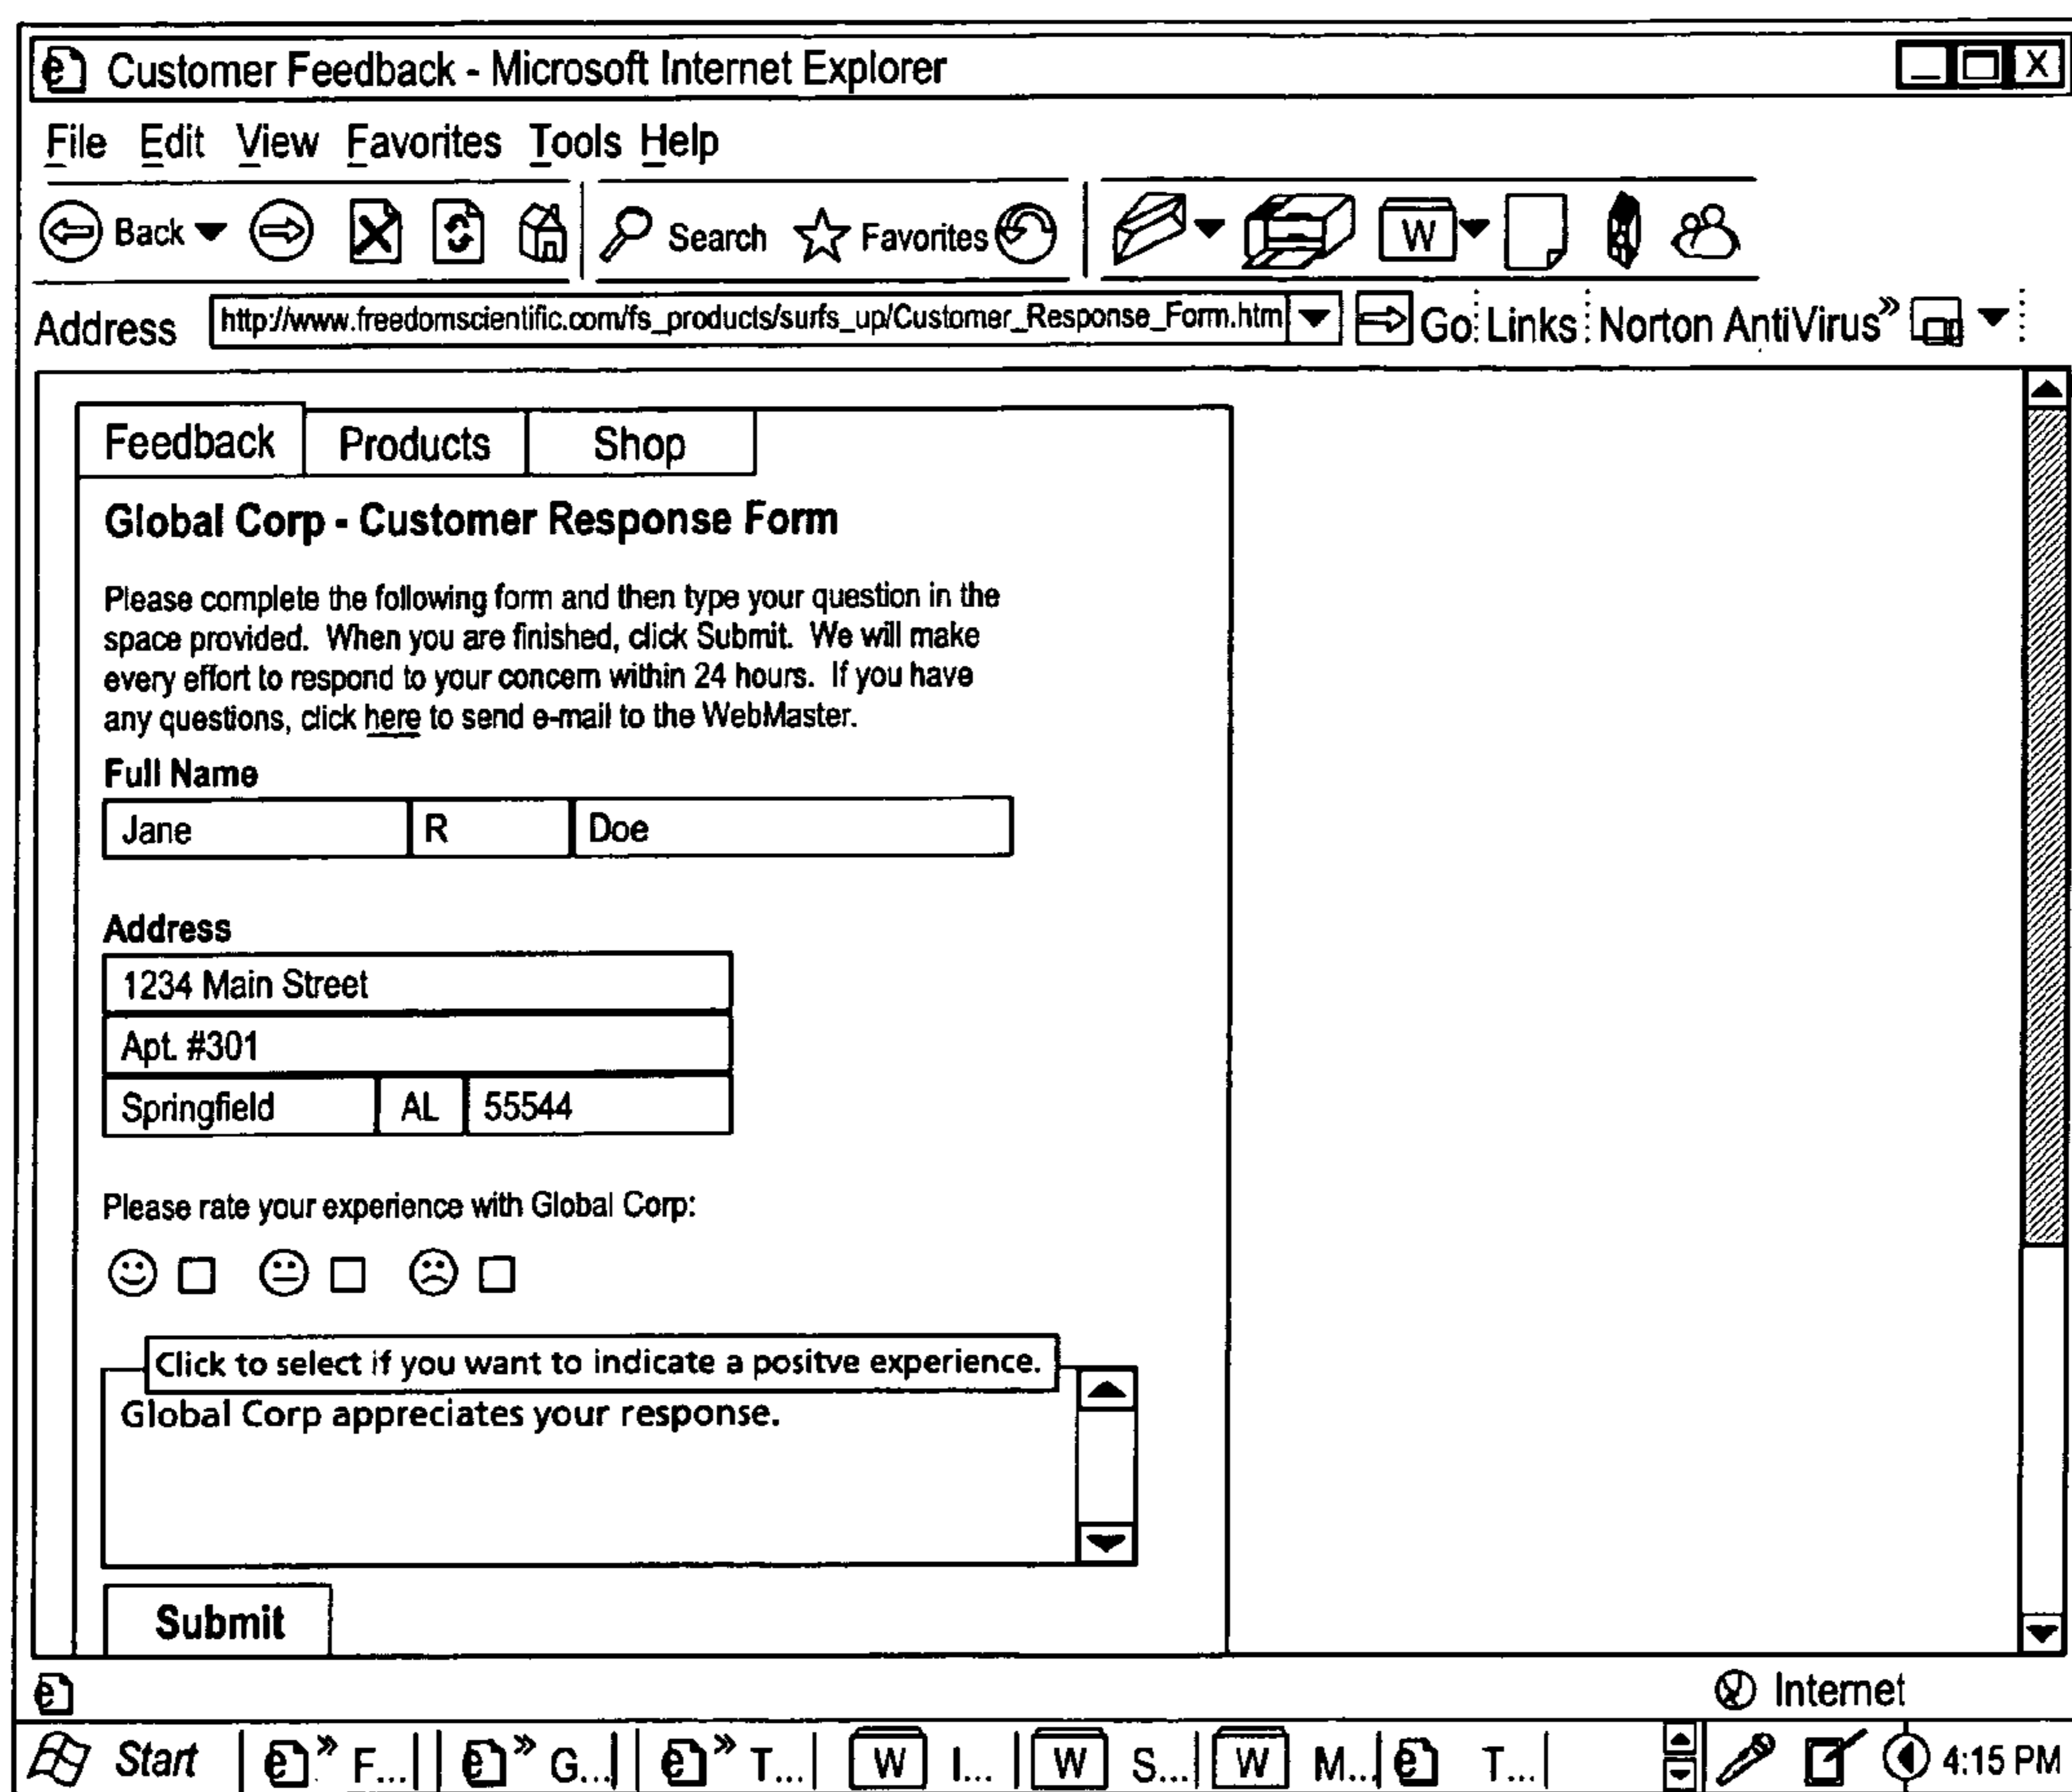 Customer Feedback - Microsoft Internet Explorer
X
File Edit View Favorites Tools Help
Back Search Favorites W
Address http://www.freedomscientific.com/fs_products/surfs_up/Customer_Response_Form.htm Go Links Norton AntiVirus »
Feedback Products Shop
Global Corp - Customer Response Form
Please complete the following form and then type your question in the
space provided. When you are finished, click Submit. We will make
every effort to respond to your concern within 24 hours. If you have
any questions, click here to send e-mail to the WebMaster.
Full Name
Jane R Doe
Address
1234 Main Street
Apt. #301
Springfield AL 55544
Please rate your experience with Global Corp:
Click to select if you want to indicate a positve experience.
Global Corp appreciates your response.
Submit
Internet
Start » F... » G... » T... W I... W S... W M... T... 4:15 PM